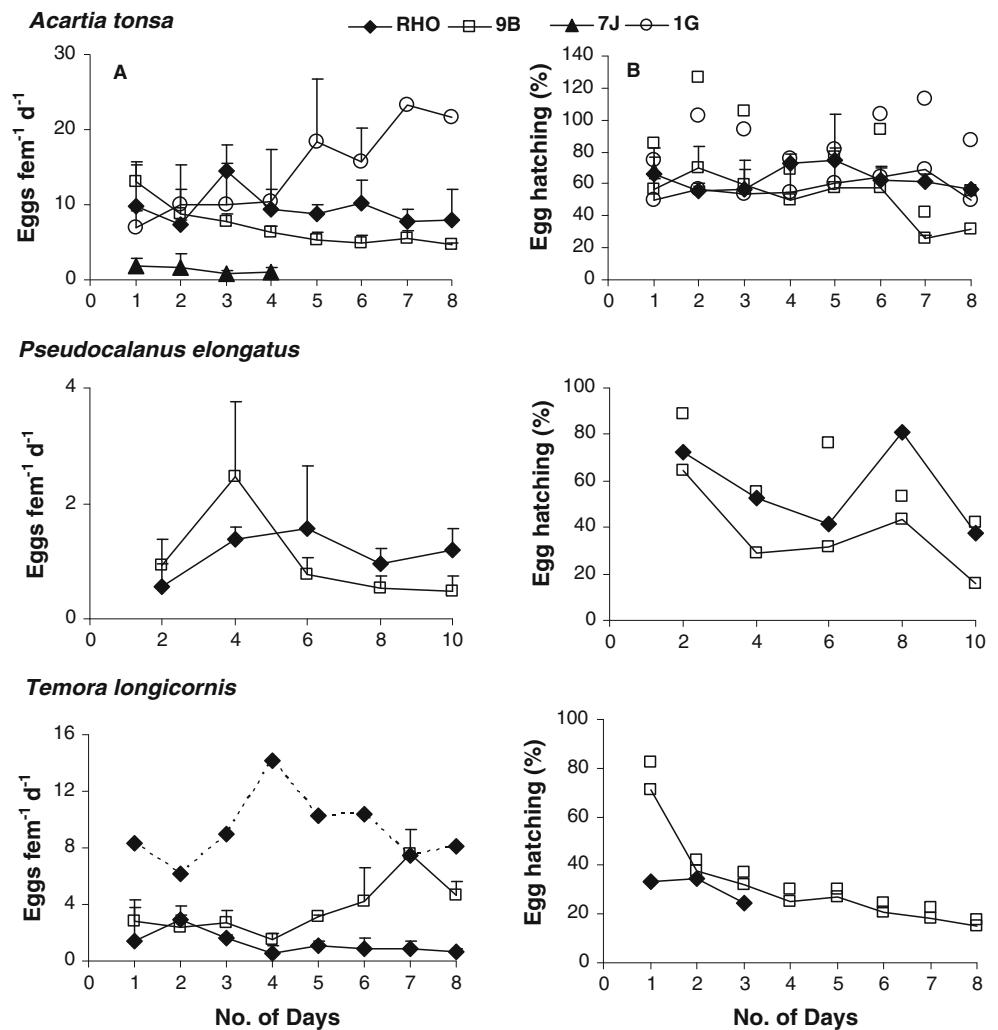 Acartia tonsa
RHO 9B 7J 1G
A
Eggs fem⁻¹ d⁻¹
30
20
10
0
0 1 2 3 4 5 6 7 8
B
Egg hatching (%)
140
120
100
80
60
40
20
0
0 1 2 3 4 5 6 7 8
Pseudocalanus elongatus
Eggs fem⁻¹ d⁻¹
4
2
0
0 2 4 6 8 10
Egg hatching (%)
100
80
60
40
20
0
0 2 4 6 8 10
Temora longicornis
Eggs fem⁻¹ d⁻¹
16
12
8
4
0
0 1 2 3 4 5 6 7 8
No. of Days
Egg hatching (%)
100
80
60
40
20
0
0 1 2 3 4 5 6 7 8
No. of Days